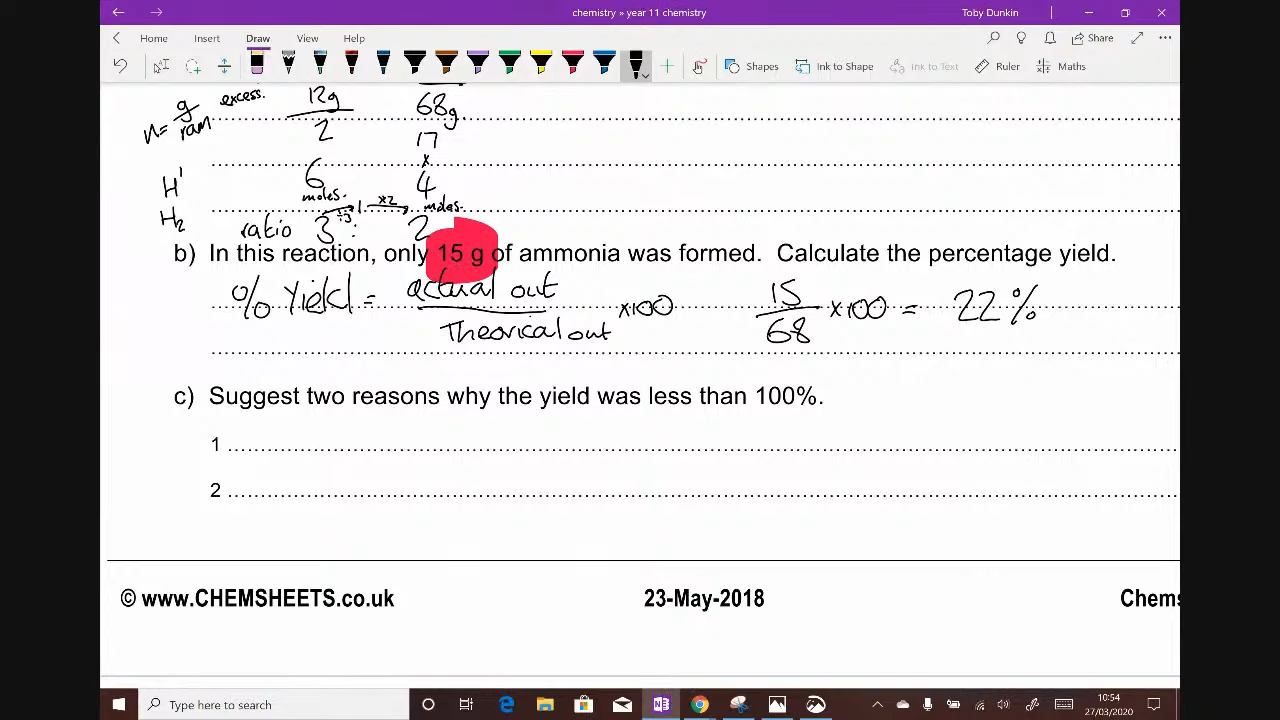 chemistry » year 11 chemistry
Toby Dunkin
Home Insert Draw View Help
Share
Shapes Ink to Shape Ink to Text Ruler Maths
n= g/ram excess. 12g/2 68g.
17
x
H¹ 6 moles. 4 moles.
÷3 1 x2
H₂ ratio 3 : 2
b) In this reaction, only 15 g of ammonia was formed. Calculate the percentage yield.
% Yield = actual out / Theorical out x100 15/68 x100 = 22%
c) Suggest two reasons why the yield was less than 100%.
1
2
© www.CHEMSHEETS.co.uk 23-May-2018 Chems
Type here to search
10:54
27/03/2020